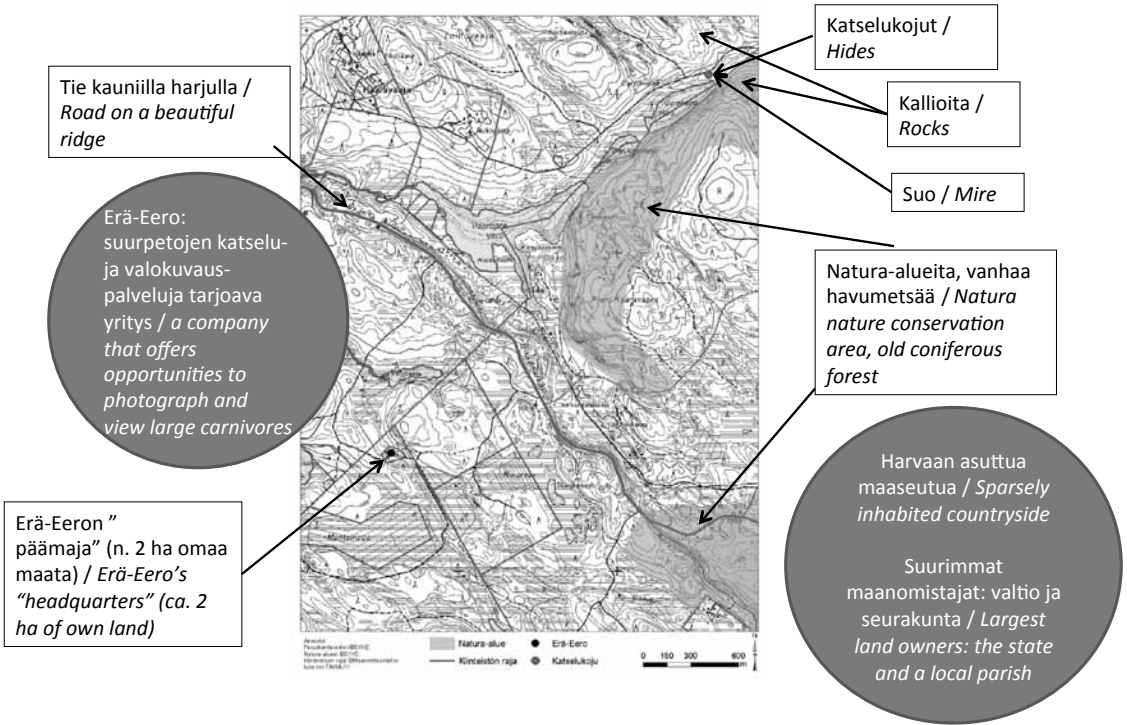 Katselukojut /
Hides
Tie kauniilla harjulla /
Road on a beautiful
ridge
Kallioita /
Rocks
Suo / Mire
Erä-Eero:
suurpetojen katselu-
ja valokuvaus-
palveluja tarjoava
yritys / a company
that offers
opportunities to
photograph and
view large carnivores
Natura-alueita, vanhaa
havumetsää / Natura
nature conservation
area, old coniferous
forest
Harvaan asuttua
maaseutua / Sparsely
inhabited countryside
Suurimmat
maanomistajat: valtio ja
seurakunta / Largest
land owners: the state
and a local parish
Erä-Eeron ”
päämaja” (n. 2 ha omaa
maata) / Erä-Eero’s
“headquarters” (ca. 2
ha of own land)
Natura-alue
Erä-Eero
Kiinteistön raja
Katselukoju
0 150 300 600
m